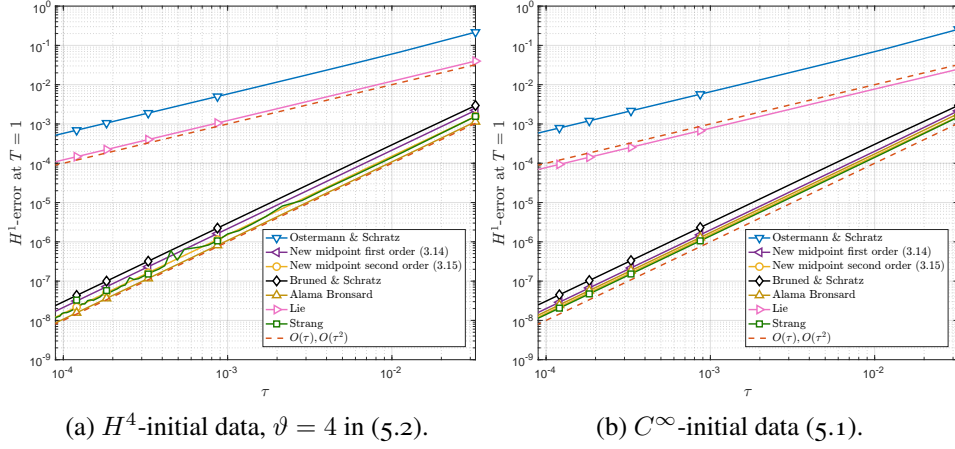 10^0
10^-1
10^-2
10^-3
10^-4
10^-5
10^-6
10^-7
10^-8
10^-9
H^1-error at T = 1
10^-4
10^-3
10^-2
τ
Ostermann & Schratz
New midpoint first order (3.14)
New midpoint second order (3.15)
Bruned & Schratz
Alama Bronsard
Lie
Strang
O(τ), O(τ^2)
(a) H^4-initial data, ϑ = 4 in (5.2).
10^0
10^-1
10^-2
10^-3
10^-4
10^-5
10^-6
10^-7
10^-8
10^-9
H^1-error at T = 1
10^-4
10^-3
10^-2
τ
Ostermann & Schratz
New midpoint first order (3.14)
New midpoint second order (3.15)
Bruned & Schratz
Alama Bronsard
Lie
Strang
O(τ), O(τ^2)
(b) C^∞-initial data (5.1).